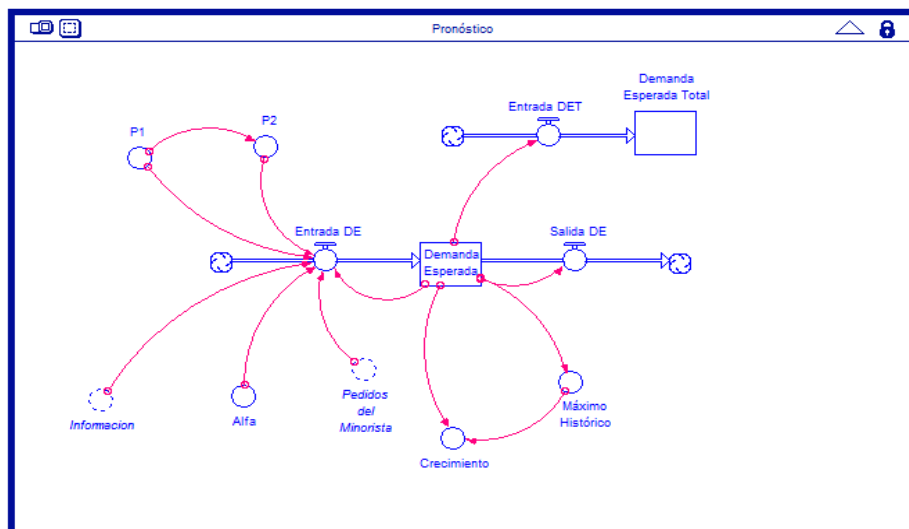 Pronóstico
Demanda
Esperada Total
Entrada DET
P1
P2
Entrada DE
Demanda
Esperada
Salida DE
Informacion
Alfa
Pedidos
del
Minorista
Máximo
Histórico
Crecimiento